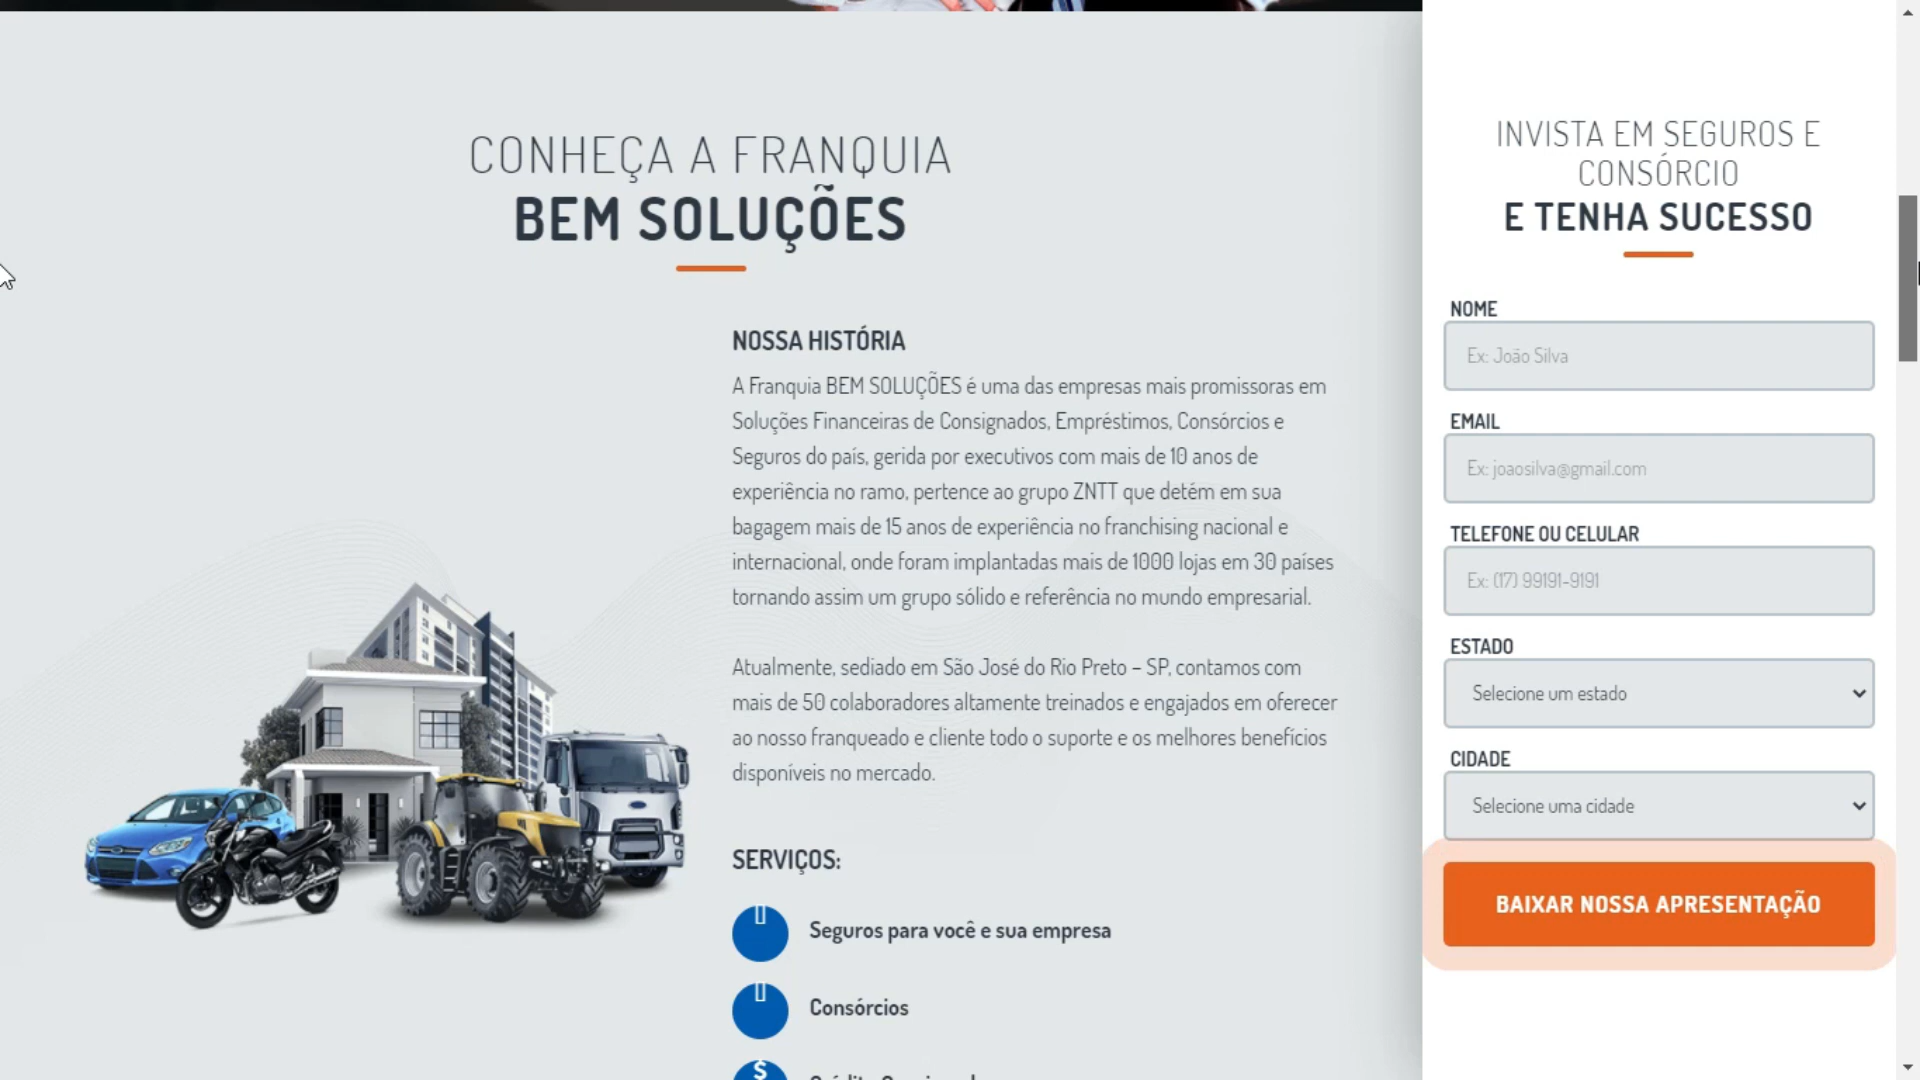 CONHEÇA A FRANQUIA
BEM SOLUÇÕES
NOSSA HISTÓRIA
A Franquia BEM SOLUÇÕES é uma das empresas mais promissoras em
Soluções Financeiras de Consignados, Empréstimos, Consórcios e
Seguros do país, gerida por executivos com mais de 10 anos de
experiência no ramo, pertence ao grupo ZNTT que detém em sua
bagagem mais de 15 anos de experiência no franchising nacional e
internacional, onde foram implantadas mais de 1000 lojas em 30 países
tornando assim um grupo sólido e referência no mundo empresarial.
Atualmente, sediado em São José do Rio Preto – SP, contamos com
mais de 50 colaboradores altamente treinados e engajados em oferecer
ao nosso franqueado e cliente todo o suporte e os melhores benefícios
disponíveis no mercado.
SERVIÇOS:
Seguros para você e sua empresa
Consórcios
$
INVISTA EM SEGUROS E
CONSÓRCIO
E TENHA SUCESSO
NOME
Ex: João Silva
EMAIL
Ex: joaosilva@gmail.com
TELEFONE OU CELULAR
Ex: (17) 99191-9191
ESTADO
Selecione um estado
CIDADE
Selecione uma cidade
BAIXAR NOSSA APRESENTAÇÃO